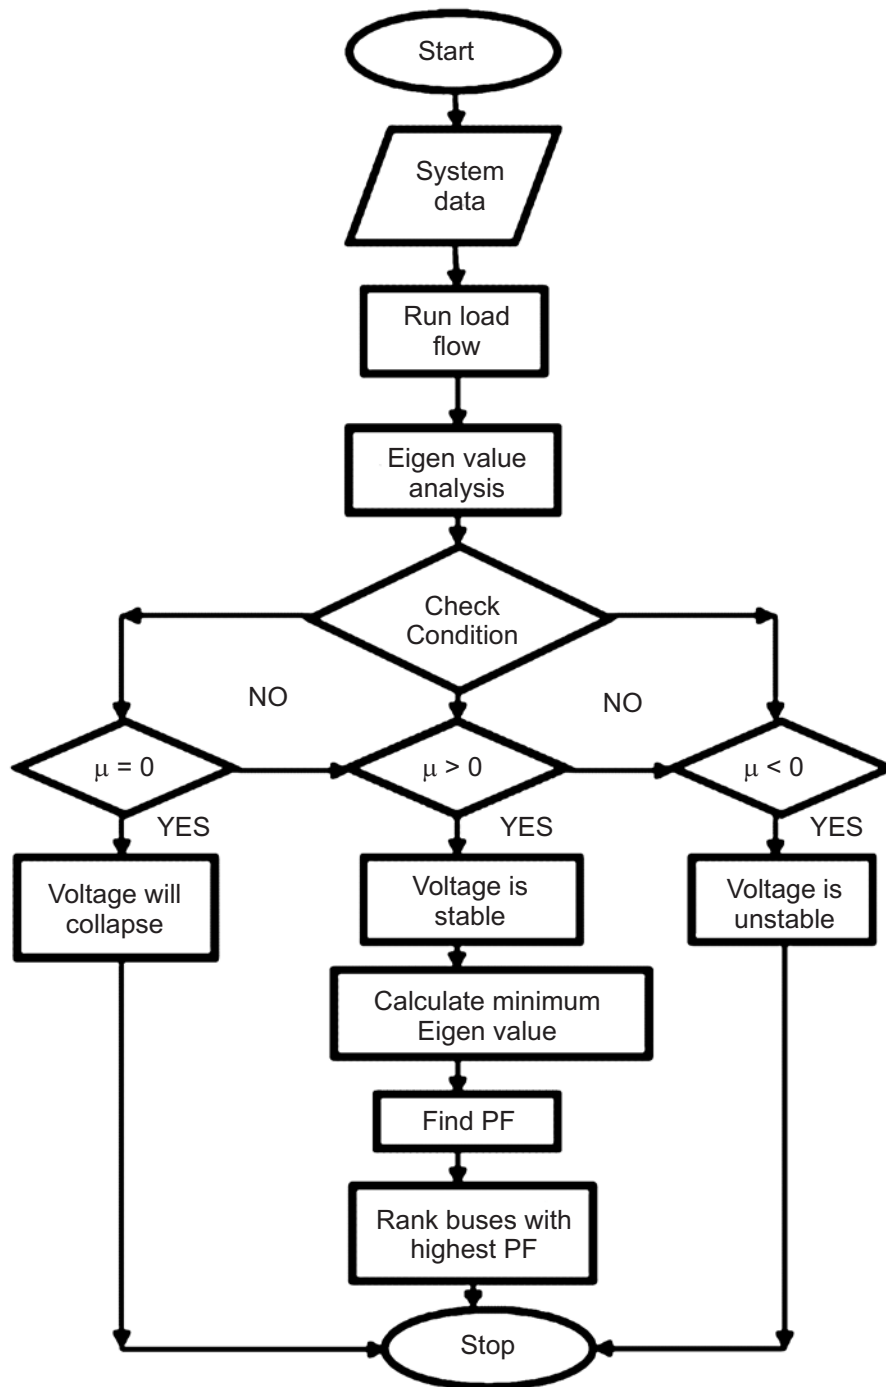 Start
System
data
Run load
flow
Eigen value
analysis
Check
Condition
NO
NO
μ = 0
μ > 0
μ < 0
YES
YES
YES
Voltage will
collapse
Voltage is
stable
Voltage is
unstable
Calculate minimum
Eigen value
Find PF
Rank buses with
highest PF
Stop